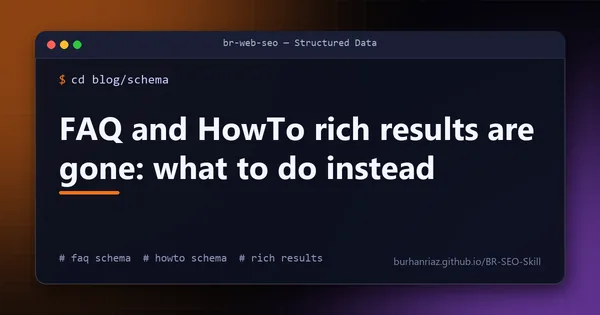 br-web-seo — Structured Data
$ cd blog/schema
FAQ and HowTo rich results are
gone: what to do instead
# faq schema # howto schema # rich results
burhanriaz.github.io/BR-SEO-Skill